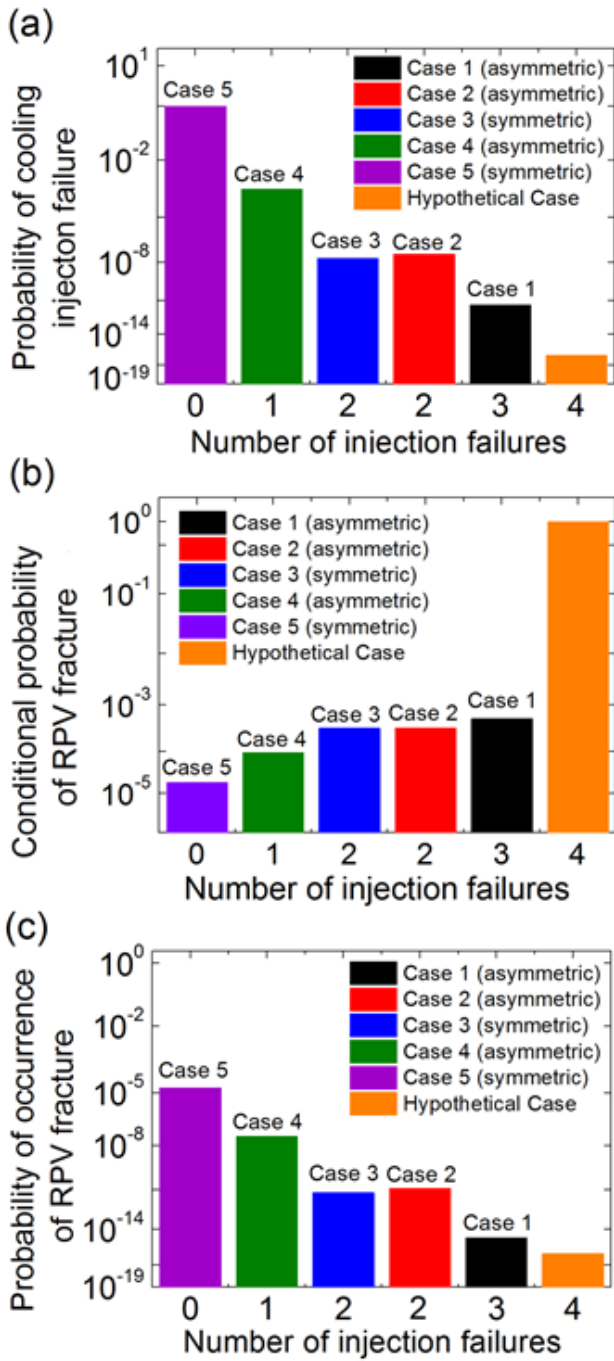 (a)
Probability of cooling
injecton failure
10^1
10^-2
10^-8
10^-14
10^-19
Case 5
Case 4
Case 3
Case 2
Case 1
Case 1 (asymmetric)
Case 2 (asymmetric)
Case 3 (symmetric)
Case 4 (asymmetric)
Case 5 (symmetric)
Hypothetical Case
0 1 2 2 3 4
Number of injection failures
(b)
Conditional probability
of RPV fracture
10^0
10^-1
10^-3
10^-5
Case 1 (asymmetric)
Case 2 (asymmetric)
Case 3 (symmetric)
Case 4 (asymmetric)
Case 5 (symmetric)
Hypothetical Case
Case 5
Case 4
Case 3
Case 2
Case 1
0 1 2 2 3 4
Number of injection failures
(c)
Probability of occurrence
of RPV fracture
10^0
10^-2
10^-5
10^-8
10^-14
10^-19
Case 5
Case 4
Case 3
Case 2
Case 1
Case 1 (asymmetric)
Case 2 (asymmetric)
Case 3 (symmetric)
Case 4 (asymmetric)
Case 5 (symmetric)
Hypothetical Case
0 1 2 2 3 4
Number of injection failures